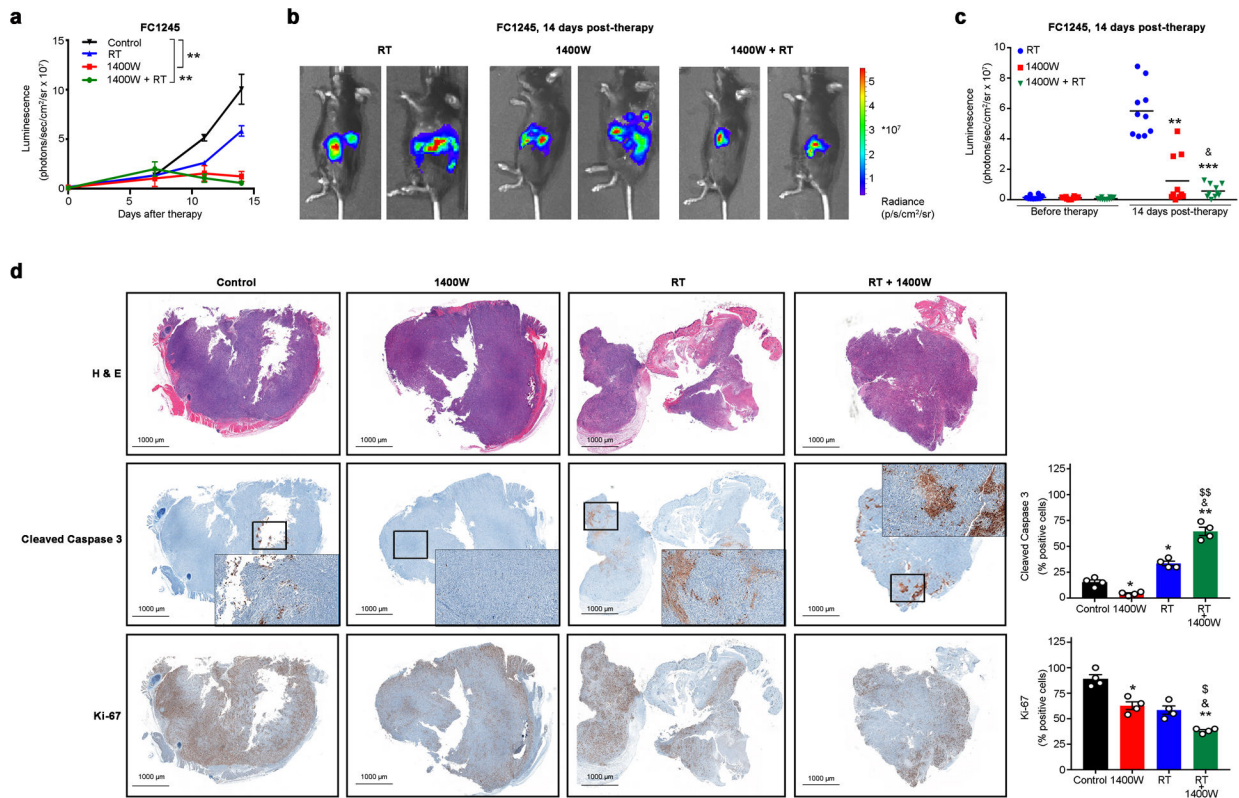 a
FC1245
Luminescence
(photons/sec/cm²/sr x 10⁷)
15
10
5
0
Control
RT
1400W
1400W + RT
**
**
0
5
10
15
Days after therapy
b
FC1245, 14 days post-therapy
RT
1400W
1400W + RT
5
4
3
2
1
*10⁷
Radiance
(p/s/cm²/sr)
c
FC1245, 14 days post-therapy
RT
1400W
1400W + RT
Luminescence
(photons/sec/cm²/sr x 10⁷)
10
8
6
4
2
0
**
&
***
Before therapy
14 days post-therapy
d
Control
1400W
RT
RT + 1400W
H & E
1000 µm
1000 µm
1000 µm
1000 µm
Cleaved Caspase 3
1000 µm
1000 µm
1000 µm
1000 µm
Cleaved Caspase 3
(% positive cells)
100
75
50
25
0
*
*
$$
&
**
Control
1400W
RT
RT
+
1400W
Ki-67
1000 µm
1000 µm
1000 µm
1000 µm
Ki-67
(% positive cells)
125
100
75
50
25
0
*
$
&
**
Control
1400W
RT
RT
+
1400W